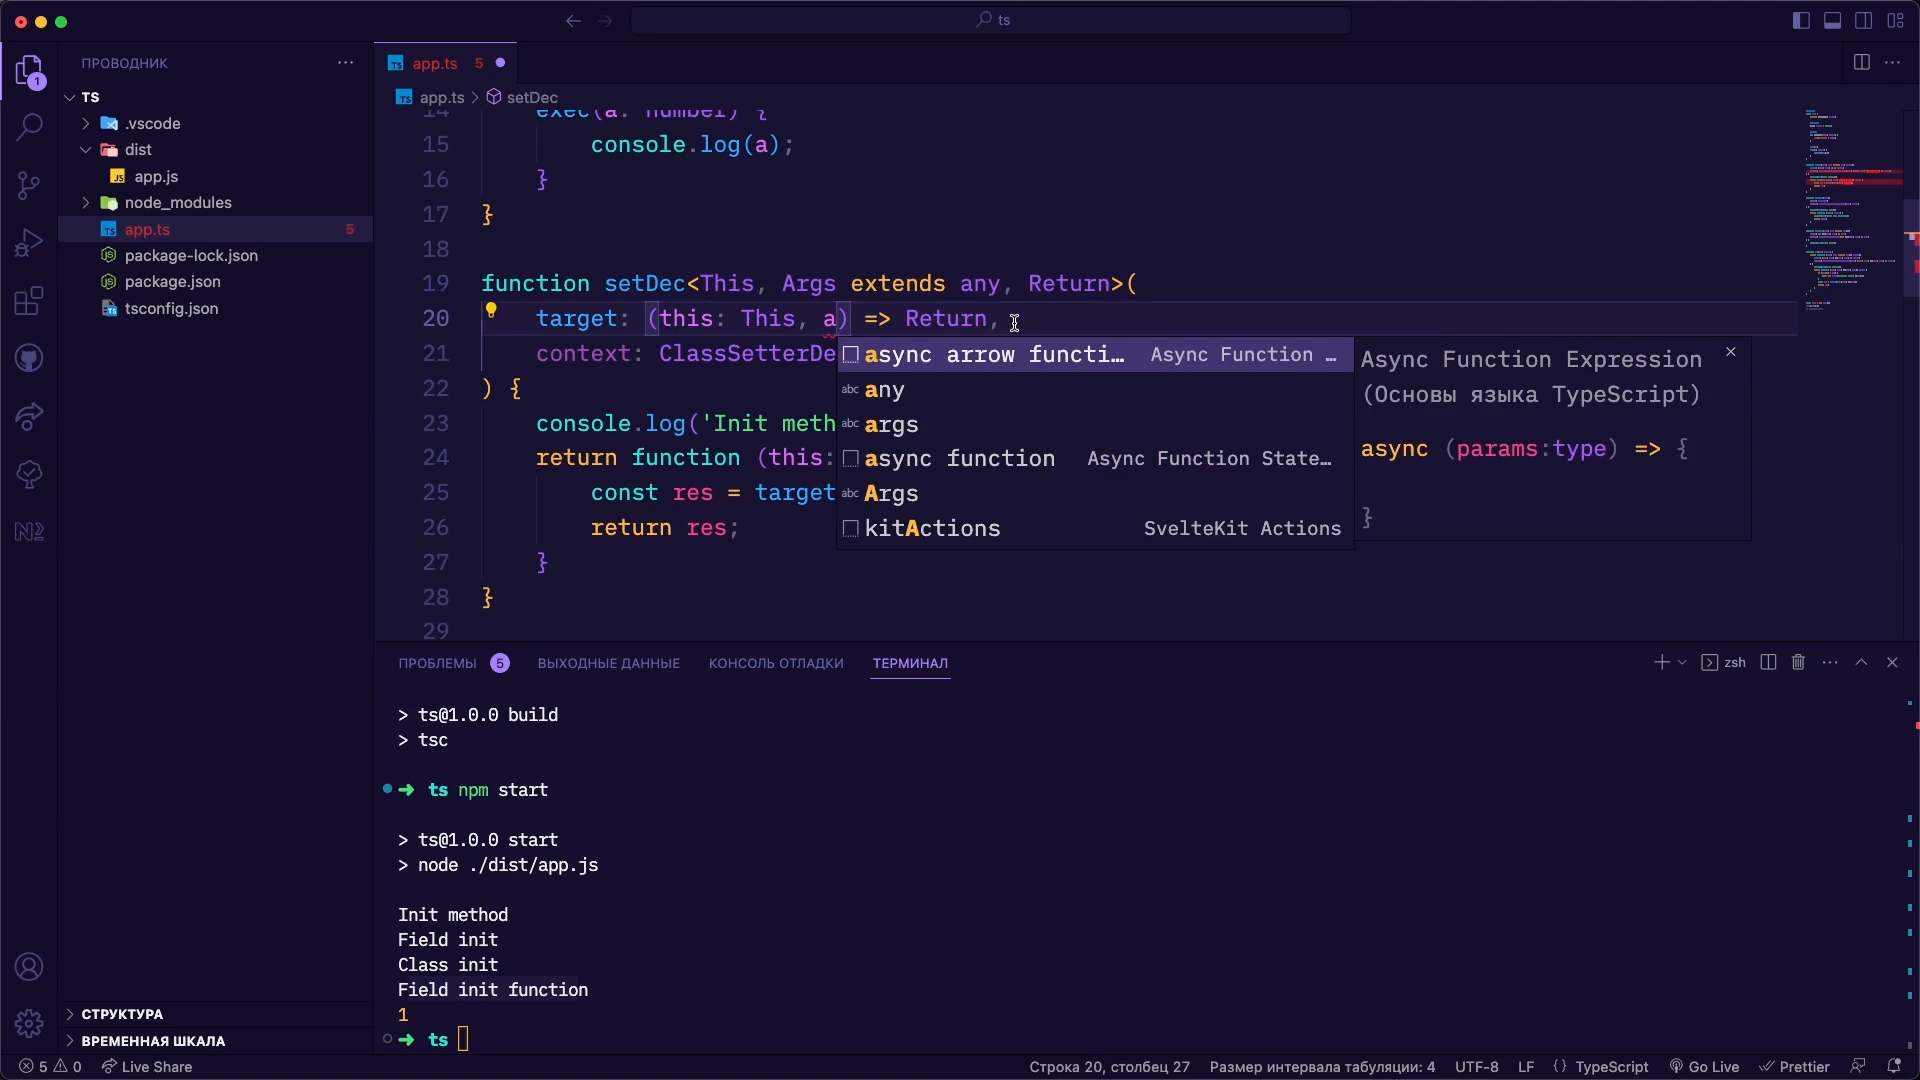 ts
ПРОВОДНИК
TS
.vscode
dist
app.js
node_modules
app.ts 5
package-lock.json
package.json
tsconfig.json
СТРУКТУРА
ВРЕМЕННАЯ ШКАЛА
1
app.ts 5
app.ts > setDec
14 exec(a: number) {
15 console.log(a);
16 }
17 }
18
19 function setDec<This, Args extends any, Return>(
20 target: (this: This, a) => Return,
21 context: ClassSetterDe
22 ) {
23 console.log('Init meth
24 return function (this:
25 const res = target
26 return res;
27 }
28 }
29
async arrow functi… Async Function …
abc any
abc args
async function Async Function State…
abc Args
kitActions SvelteKit Actions
Async Function Expression
(Основы языка TypeScript)
async (params:type) => {
}
ПРОБЛЕМЫ 5 ВЫХОДНЫЕ ДАННЫЕ КОНСОЛЬ ОТЛАДКИ ТЕРМИНАЛ
zsh
> ts@1.0.0 build
> tsc
➜ ts npm start
> ts@1.0.0 start
> node ./dist/app.js
Init method
Field init
Class init
Field init function
1
➜ ts
5 0 Live Share Строка 20, столбец 27 Размер интервала табуляции: 4 UTF-8 LF {} TypeScript Go Live Prettier